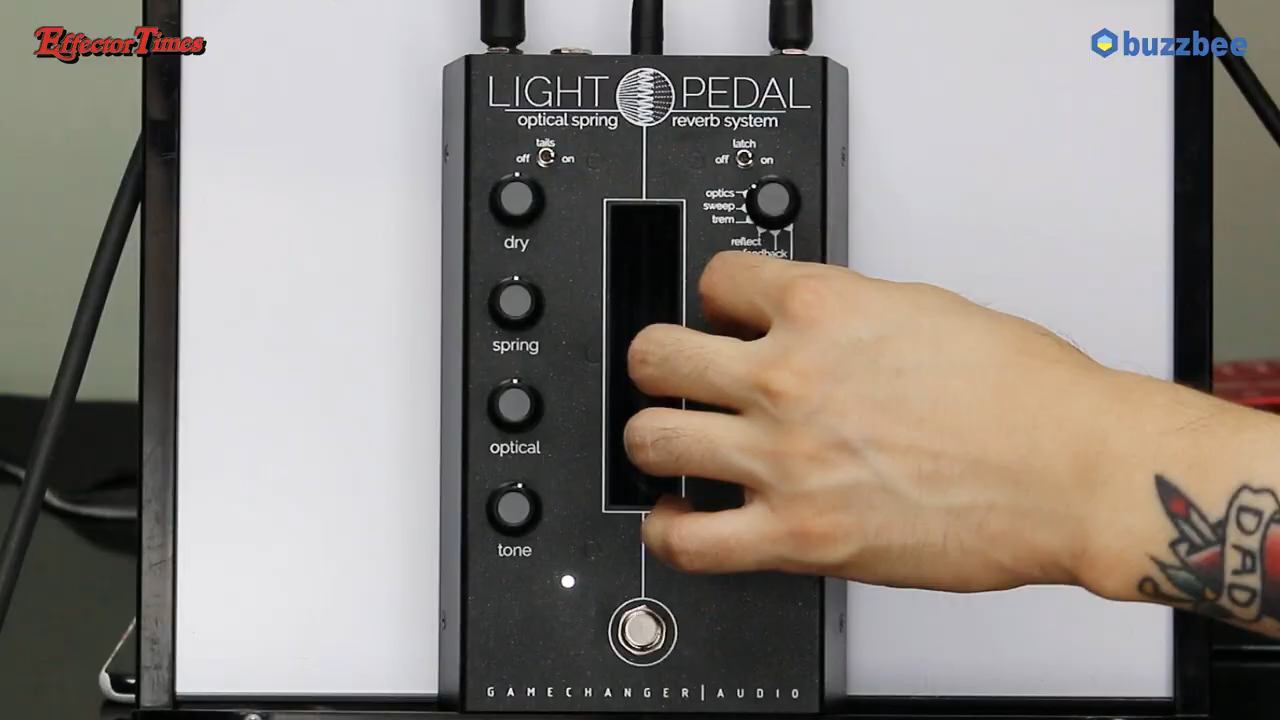 EffectorTimes
buzzbee
LIGHT PEDAL
optical spring reverb system
tails
off on
latch
off on
optics
sweep
trem
reflect
feedback
dry
spring
optical
tone
DAD
GAMECHANGER | AUDIO